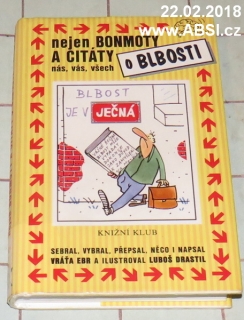 22.02.2018
www.ABSI.cz
nejen BONMOTY
A CITÁTY
nás, vás, všech
o BLBOSTI
BLBOST
JE V JEČNÁ
KNIŽNÍ KLUB
SEBRAL, VYBRAL, PŘEPSAL, NĚCO I NAPSAL
VRÁŤA EBR A ILUSTROVAL LUBOŠ DRASTIL